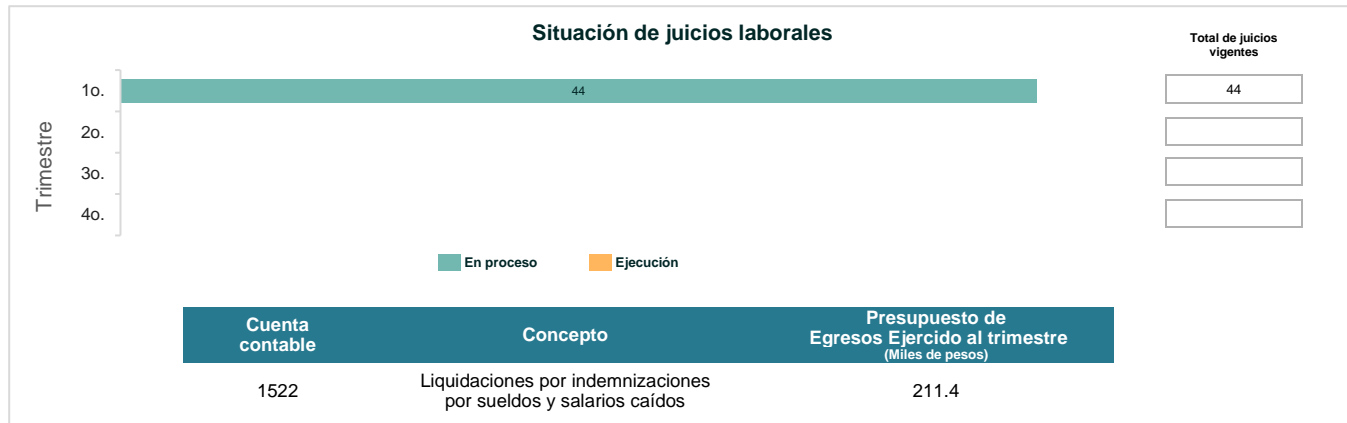 Situación de juicios laborales
Total de juicios
vigentes
Trimestre
1o.
44
44
2o.
3o.
4o.
En proceso
Ejecución
Cuenta
contable
Concepto
Presupuesto de
Egresos Ejercido al trimestre
(Miles de pesos)
1522
Liquidaciones por indemnizaciones
por sueldos y salarios caídos
211.4